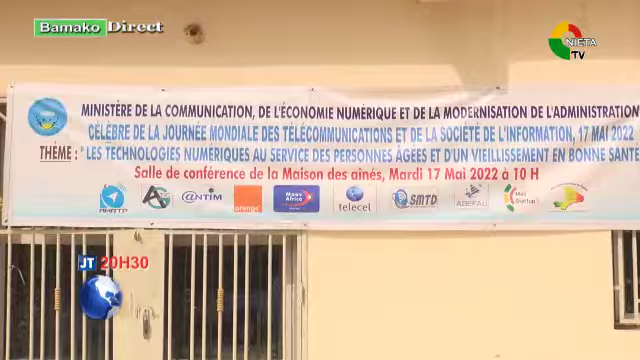 Bamako Direct
NIETA
TV
MINISTÈRE DE LA COMMUNICATION, DE L'ÉCONOMIE NUMÉRIQUE ET DE LA MODERNISATION DE L'ADMINISTRATION
CÉLÈBRE DE LA JOURNÉE MONDIALE DES TÉLÉCOMMUNICATIONS ET DE LA SOCIÉTÉ DE L'INFORMATION, 17 MAI 2022
THÈME : "LES TECHNOLOGIES NUMÉRIQUES AU SERVICE DES PERSONNES ÂGEES ET D'UN VIEILLISSEMENT EN BONNE SANTÉ
Salle de conférence de la Maison des ainés, Mardi 17 Mai 2022 à 10 H
AMRTP @NTIM orange Moov Africa telecel SMTD AGEFAU Mali Startup
JT 20H30